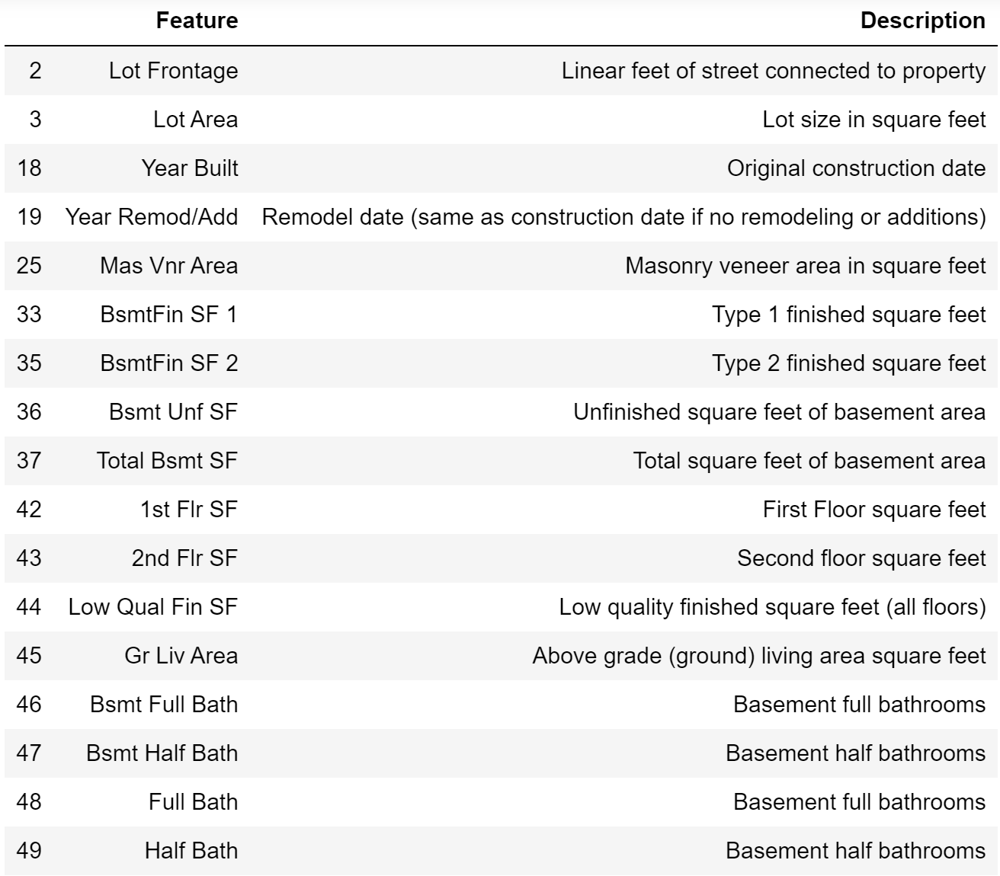 Feature Description
2 Lot Frontage Linear feet of street connected to property
3 Lot Area Lot size in square feet
18 Year Built Original construction date
19 Year Remod/Add Remodel date (same as construction date if no remodeling or additions)
25 Mas Vnr Area Masonry veneer area in square feet
33 BsmtFin SF 1 Type 1 finished square feet
35 BsmtFin SF 2 Type 2 finished square feet
36 Bsmt Unf SF Unfinished square feet of basement area
37 Total Bsmt SF Total square feet of basement area
42 1st Flr SF First Floor square feet
43 2nd Flr SF Second floor square feet
44 Low Qual Fin SF Low quality finished square feet (all floors)
45 Gr Liv Area Above grade (ground) living area square feet
46 Bsmt Full Bath Basement full bathrooms
47 Bsmt Half Bath Basement half bathrooms
48 Full Bath Basement full bathrooms
49 Half Bath Basement half bathrooms